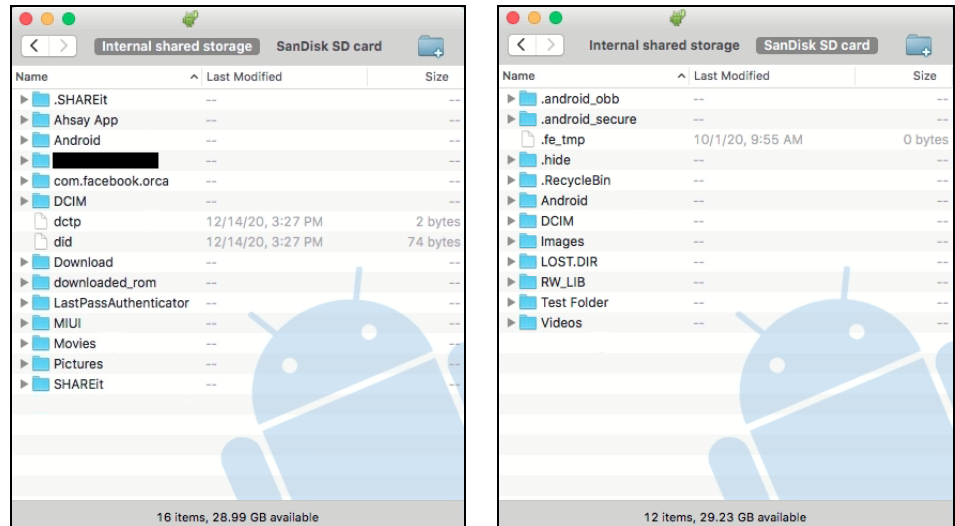 Internal shared storage SanDisk SD card
Name Last Modified Size
.SHAREit -- --
Ahsay App -- --
Android -- --
-- --
com.facebook.orca -- --
DCIM -- --
dctp 12/14/20, 3:27 PM 2 bytes
did 12/14/20, 3:27 PM 74 bytes
Download -- --
downloaded_rom -- --
LastPassAuthenticator -- --
MIUI -- --
Movies -- --
Pictures -- --
SHAREit -- --
16 items, 28.99 GB available
Internal shared storage SanDisk SD card
Name Last Modified Size
.android_obb -- --
.android_secure -- --
.fe_tmp 10/1/20, 9:55 AM 0 bytes
.hide -- --
.RecycleBin -- --
Android -- --
DCIM -- --
Images -- --
LOST.DIR -- --
RW_LIB -- --
Test Folder -- --
Videos -- --
12 items, 29.23 GB available